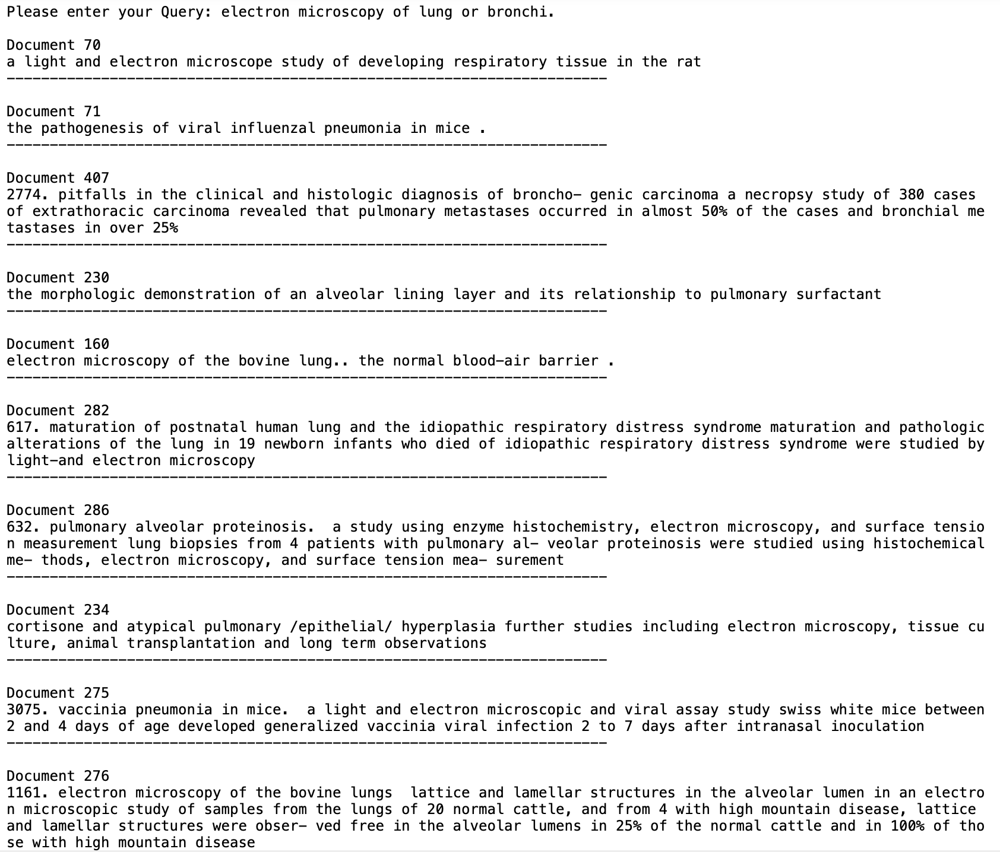 Please enter your Query: electron microscopy of lung or bronchi.
Document 70
a light and electron microscope study of developing respiratory tissue in the rat
----------------------------------------------------------------------
Document 71
the pathogenesis of viral influenzal pneumonia in mice .
----------------------------------------------------------------------
Document 407
2774. pitfalls in the clinical and histologic diagnosis of broncho- genic carcinoma a necropsy study of 380 cases
of extrathoracic carcinoma revealed that pulmonary metastases occurred in almost 50% of the cases and bronchial me
tastases in over 25%
----------------------------------------------------------------------
Document 230
the morphologic demonstration of an alveolar lining layer and its relationship to pulmonary surfactant
----------------------------------------------------------------------
Document 160
electron microscopy of the bovine lung.. the normal blood-air barrier .
----------------------------------------------------------------------
Document 282
617. maturation of postnatal human lung and the idiopathic respiratory distress syndrome maturation and pathologic
alterations of the lung in 19 newborn infants who died of idiopathic respiratory distress syndrome were studied by
light-and electron microscopy
----------------------------------------------------------------------
Document 286
632. pulmonary alveolar proteinosis.  a study using enzyme histochemistry, electron microscopy, and surface tensio
n measurement lung biopsies from 4 patients with pulmonary al- veolar proteinosis were studied using histochemical
me- thods, electron microscopy, and surface tension mea- surement
----------------------------------------------------------------------
Document 234
cortisone and atypical pulmonary /epithelial/ hyperplasia further studies including electron microscopy, tissue cu
lture, animal transplantation and long term observations
----------------------------------------------------------------------
Document 275
3075. vaccinia pneumonia in mice.  a light and electron microscopic and viral assay study swiss white mice between
2 and 4 days of age developed generalized vaccinia viral infection 2 to 7 days after intranasal inoculation
----------------------------------------------------------------------
Document 276
1161. electron microscopy of the bovine lungs  lattice and lamellar structures in the alveolar lumen in an electro
n microscopic study of samples from the lungs of 20 normal cattle, and from 4 with high mountain disease, lattice
and lamellar structures were obser- ved free in the alveolar lumens in 25% of the normal cattle and in 100% of tho
se with high mountain disease